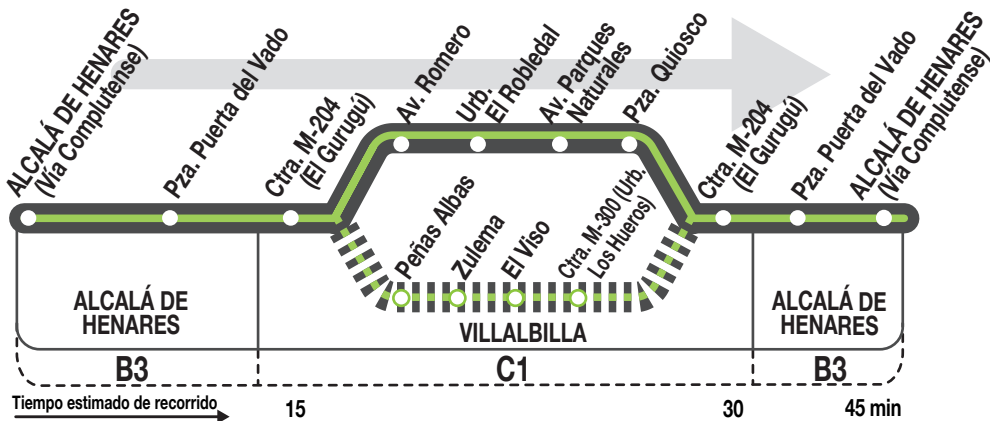 ALCALÁ DE HENARES
(Vía Complutense)
Pza. Puerta del Vado
Ctra. M-204
(El Gurugú)
Av. Romero
Urb.
El Robledal
Av. Parques
Naturales
Pza. Quiosco
Ctra. M-204
(El Gurugú)
Pza. Puerta del Vado
ALCALÁ DE HENARES
(Vía Complutense)
Peñas Albas
Zulema
El Viso
Ctra. M-300 (Urb.
Los Hueros)
ALCALÁ DE
HENARES
VILLALBILLA
ALCALÁ DE
HENARES
B3
C1
B3
Tiempo estimado de recorrido
15
30
45 min